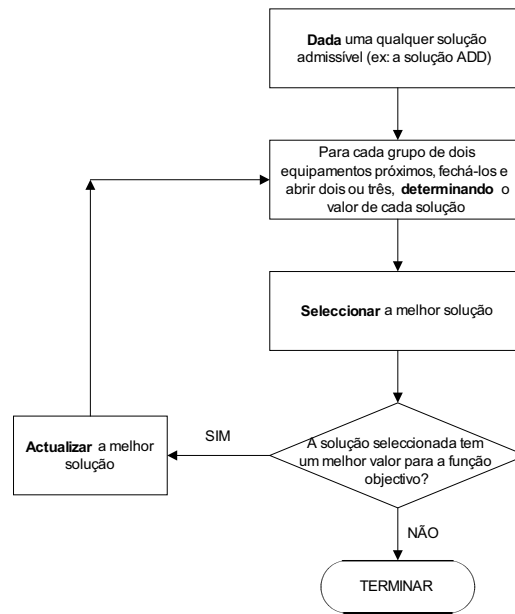 Dada uma qualquer solução
admissível (ex: a solução ADD)
Para cada grupo de dois
equipamentos próximos, fechá-los e
abrir dois ou três, determinando o
valor de cada solução
Seleccionar a melhor solução
A solução seleccionada tem
um melhor valor para a função
objectivo?
SIM
Actualizar a melhor
solução
NÃO
TERMINAR